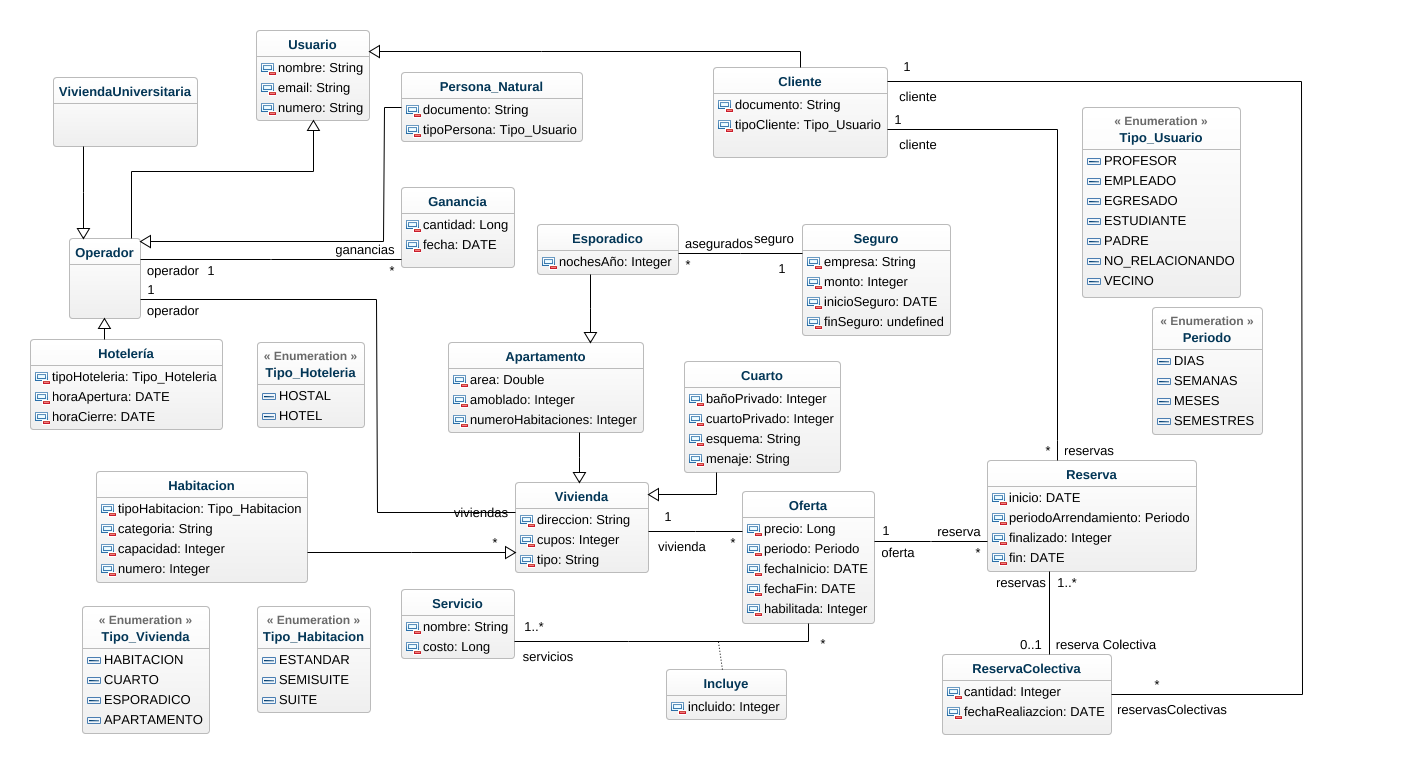 Usuario
nombre: String
email: String
numero: String
ViviendaUniversitaria
Persona_Natural
documento: String
tipoPersona: Tipo_Usuario
Cliente
documento: String
tipoCliente: Tipo_Usuario
1
cliente
1
cliente
« Enumeration »
Tipo_Usuario
PROFESOR
EMPLEADO
EGRESADO
ESTUDIANTE
PADRE
NO_RELACIONANDO
VECINO
Ganancia
cantidad: Long
fecha: DATE
Operador
ganancias
*
operador 1
1
operador
Esporadico
nochesAño: Integer
asegurados
*
seguro
1
Seguro
empresa: String
monto: Integer
inicioSeguro: DATE
finSeguro: undefined
« Enumeration »
Periodo
DIAS
SEMANAS
MESES
SEMESTRES
Hotelería
tipoHoteleria: Tipo_Hoteleria
horaApertura: DATE
horaCierre: DATE
« Enumeration »
Tipo_Hoteleria
HOSTAL
HOTEL
Apartamento
area: Double
amoblado: Integer
numeroHabitaciones: Integer
Cuarto
bañoPrivado: Integer
cuartoPrivado: Integer
esquema: String
menaje: String
* reservas
Habitacion
tipoHabitacion: Tipo_Habitacion
categoria: String
capacidad: Integer
numero: Integer
viviendas
*
Vivienda
direccion: String
cupos: Integer
tipo: String
1
vivienda
*
Oferta
precio: Long
periodo: Periodo
fechaInicio: DATE
fechaFin: DATE
habilitada: Integer
1
oferta
reserva
*
Reserva
inicio: DATE
periodoArrendamiento: Periodo
finalizado: Integer
fin: DATE
reservas 1..*
« Enumeration »
Tipo_Vivienda
HABITACION
CUARTO
ESPORADICO
APARTAMENTO
« Enumeration »
Tipo_Habitacion
ESTANDAR
SEMISUITE
SUITE
Servicio
nombre: String
costo: Long
1..*
servicios
*
Incluye
incluido: Integer
0..1 reserva Colectiva
ReservaColectiva
cantidad: Integer
fechaRealiazcion: DATE
*
reservasColectivas